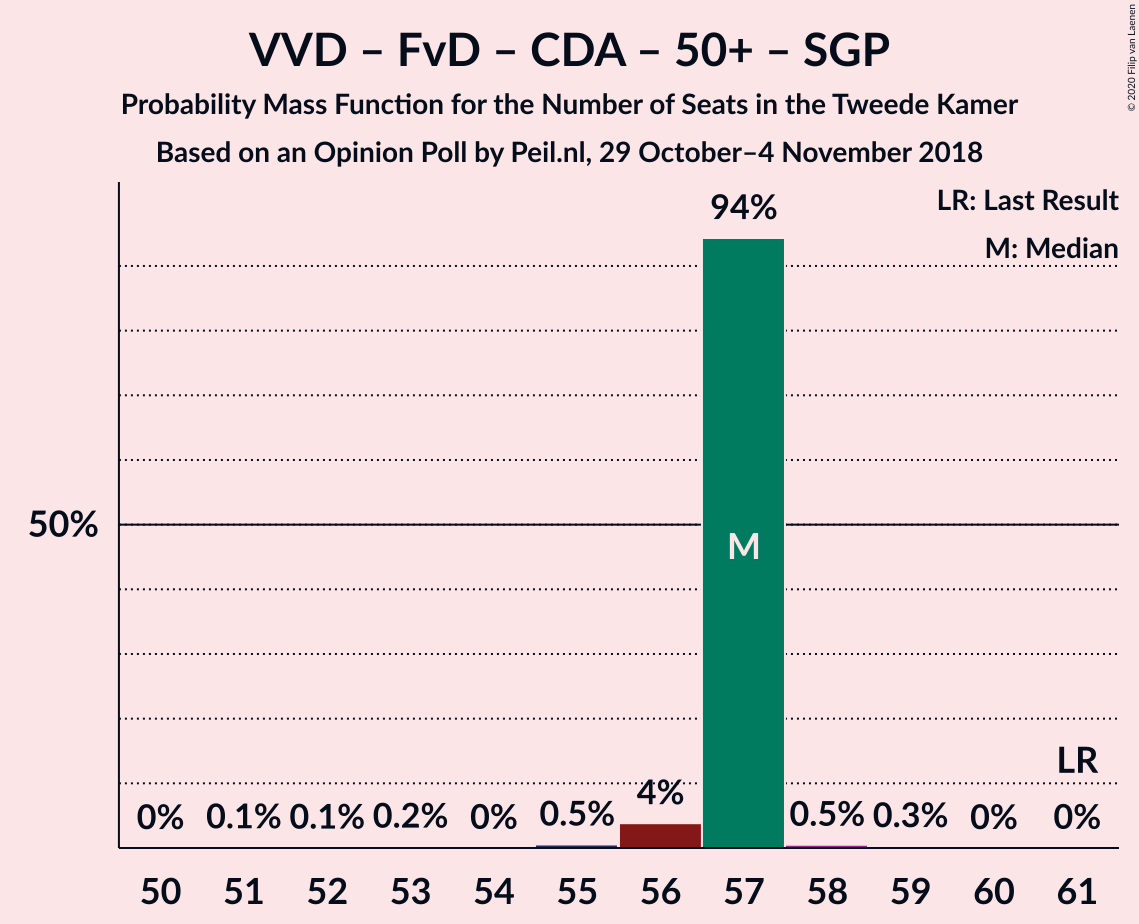 VVD – FvD – CDA – 50+ – SGP
Probability Mass Function for the Number of Seats in the Tweede Kamer
Based on an Opinion Poll by Peil.nl, 29 October–4 November 2018
© 2020 Filip van Laenen
LR: Last Result
M: Median
94%
50%
M
LR
0% 0.1% 0.1% 0.2% 0% 0.5% 4% 0.5% 0.3% 0% 0%
50 51 52 53 54 55 56 57 58 59 60 61